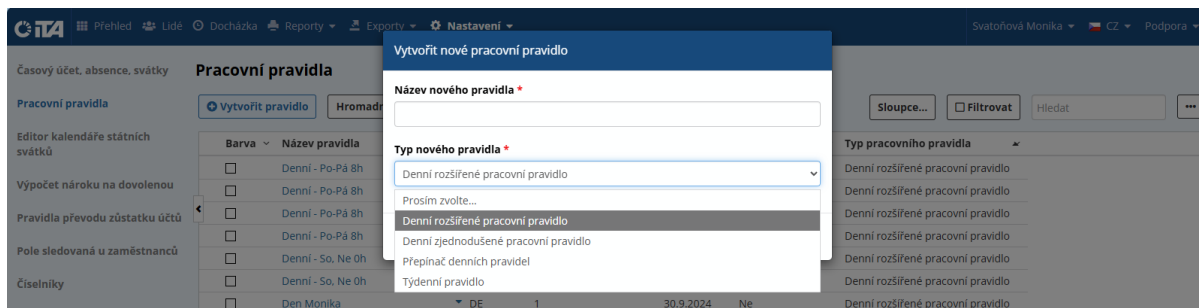 ITA Přehled Lidé Docházka Reporty Exporty Nastavení Svatoňová Monika CZ Podpora
Časový účet, absence, svátky
Pracovní pravidla
Editor kalendáře státních
svátků
Výpočet nároku na dovolenou
Pravidla převodu zůstatku účtů
Pole sledovaná u zaměstnanců
Číselníky
Pracovní pravidla
Vytvořit pravidlo Sloupce... Filtrovat Hledat ...
Barva Název pravidla Typ pracovního pravidla
Denní - Po-Pá 8h Denní rozšířené pracovní pravidlo
Denní - Po-Pá 8h Denní rozšířené pracovní pravidlo
Denní - Po-Pá 8h Denní rozšířené pracovní pravidlo
Denní - Po-Pá 8h Denní rozšířené pracovní pravidlo
Denní - So, Ne 0h Denní rozšířené pracovní pravidlo
Denní - So, Ne 0h Denní rozšířené pracovní pravidlo
Den Monika DE 1 30.9.2024 Ne Denní rozšířené pracovní pravidlo
Vytvořit nové pracovní pravidlo
Název nového pravidla *
Typ nového pravidla *
Denní rozšířené pracovní pravidlo
Prosím zvolte...
Denní rozšířené pracovní pravidlo
Denní zjednodušené pracovní pravidlo
Přepínač denních pravidel
Týdenní pravidlo